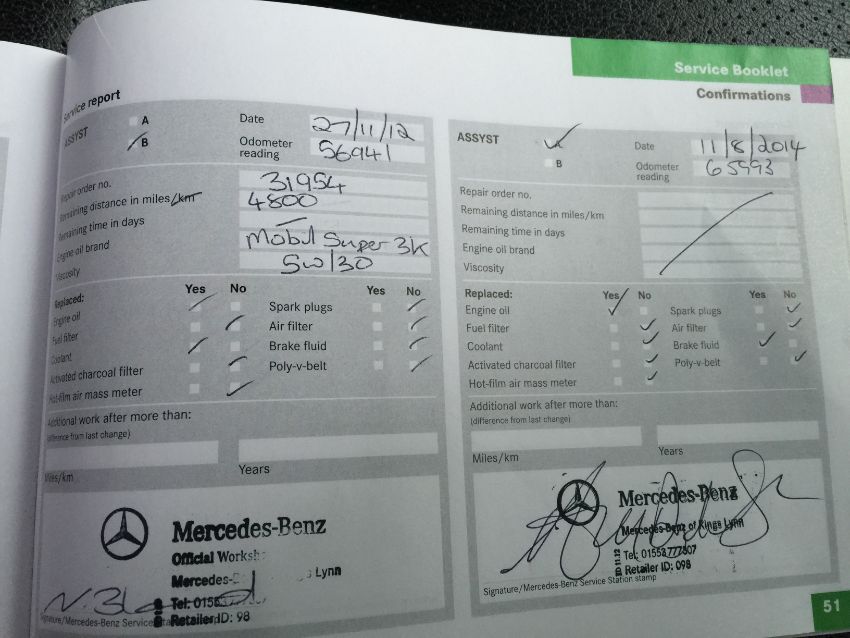 Service Booklet
Confirmations
Service report
ASSYST
A
B
Date 27/11/12
Odometer reading 56941
Repair order no. 31954
Remaining distance in miles/km 4800
Remaining time in days
Engine oil brand Mobil Super 3k
Viscosity 5W/30
Replaced:
Yes No Yes No
Engine oil Spark plugs
Fuel filter Air filter
Coolant Brake fluid
Activated charcoal filter Poly-v-belt
Hot-film air mass meter
Additional work after more than:
(difference from last change)
Miles/km Years
Mercedes-Benz
Official
Lynn
Retailer ID: 98
Signature/Mercedes-Benz
ASSYST
B
Date 11/8/2014
Odometer reading 65993
Repair order no.
Remaining distance in miles/km
Remaining time in days
Engine oil brand
Viscosity
Replaced:
Yes No Yes No
Engine oil Spark plugs
Fuel filter Air filter
Coolant Brake fluid
Activated charcoal filter Poly-v-belt
Hot-film air mass meter
Additional work after more than:
(difference from last change)
Miles/km Years
Mercedes-Benz
Mercedes-Benz of Kings Lynn
Tel: 01553 777807
Retailer ID: 098
Signature/Mercedes-Benz Service Station stamp
51